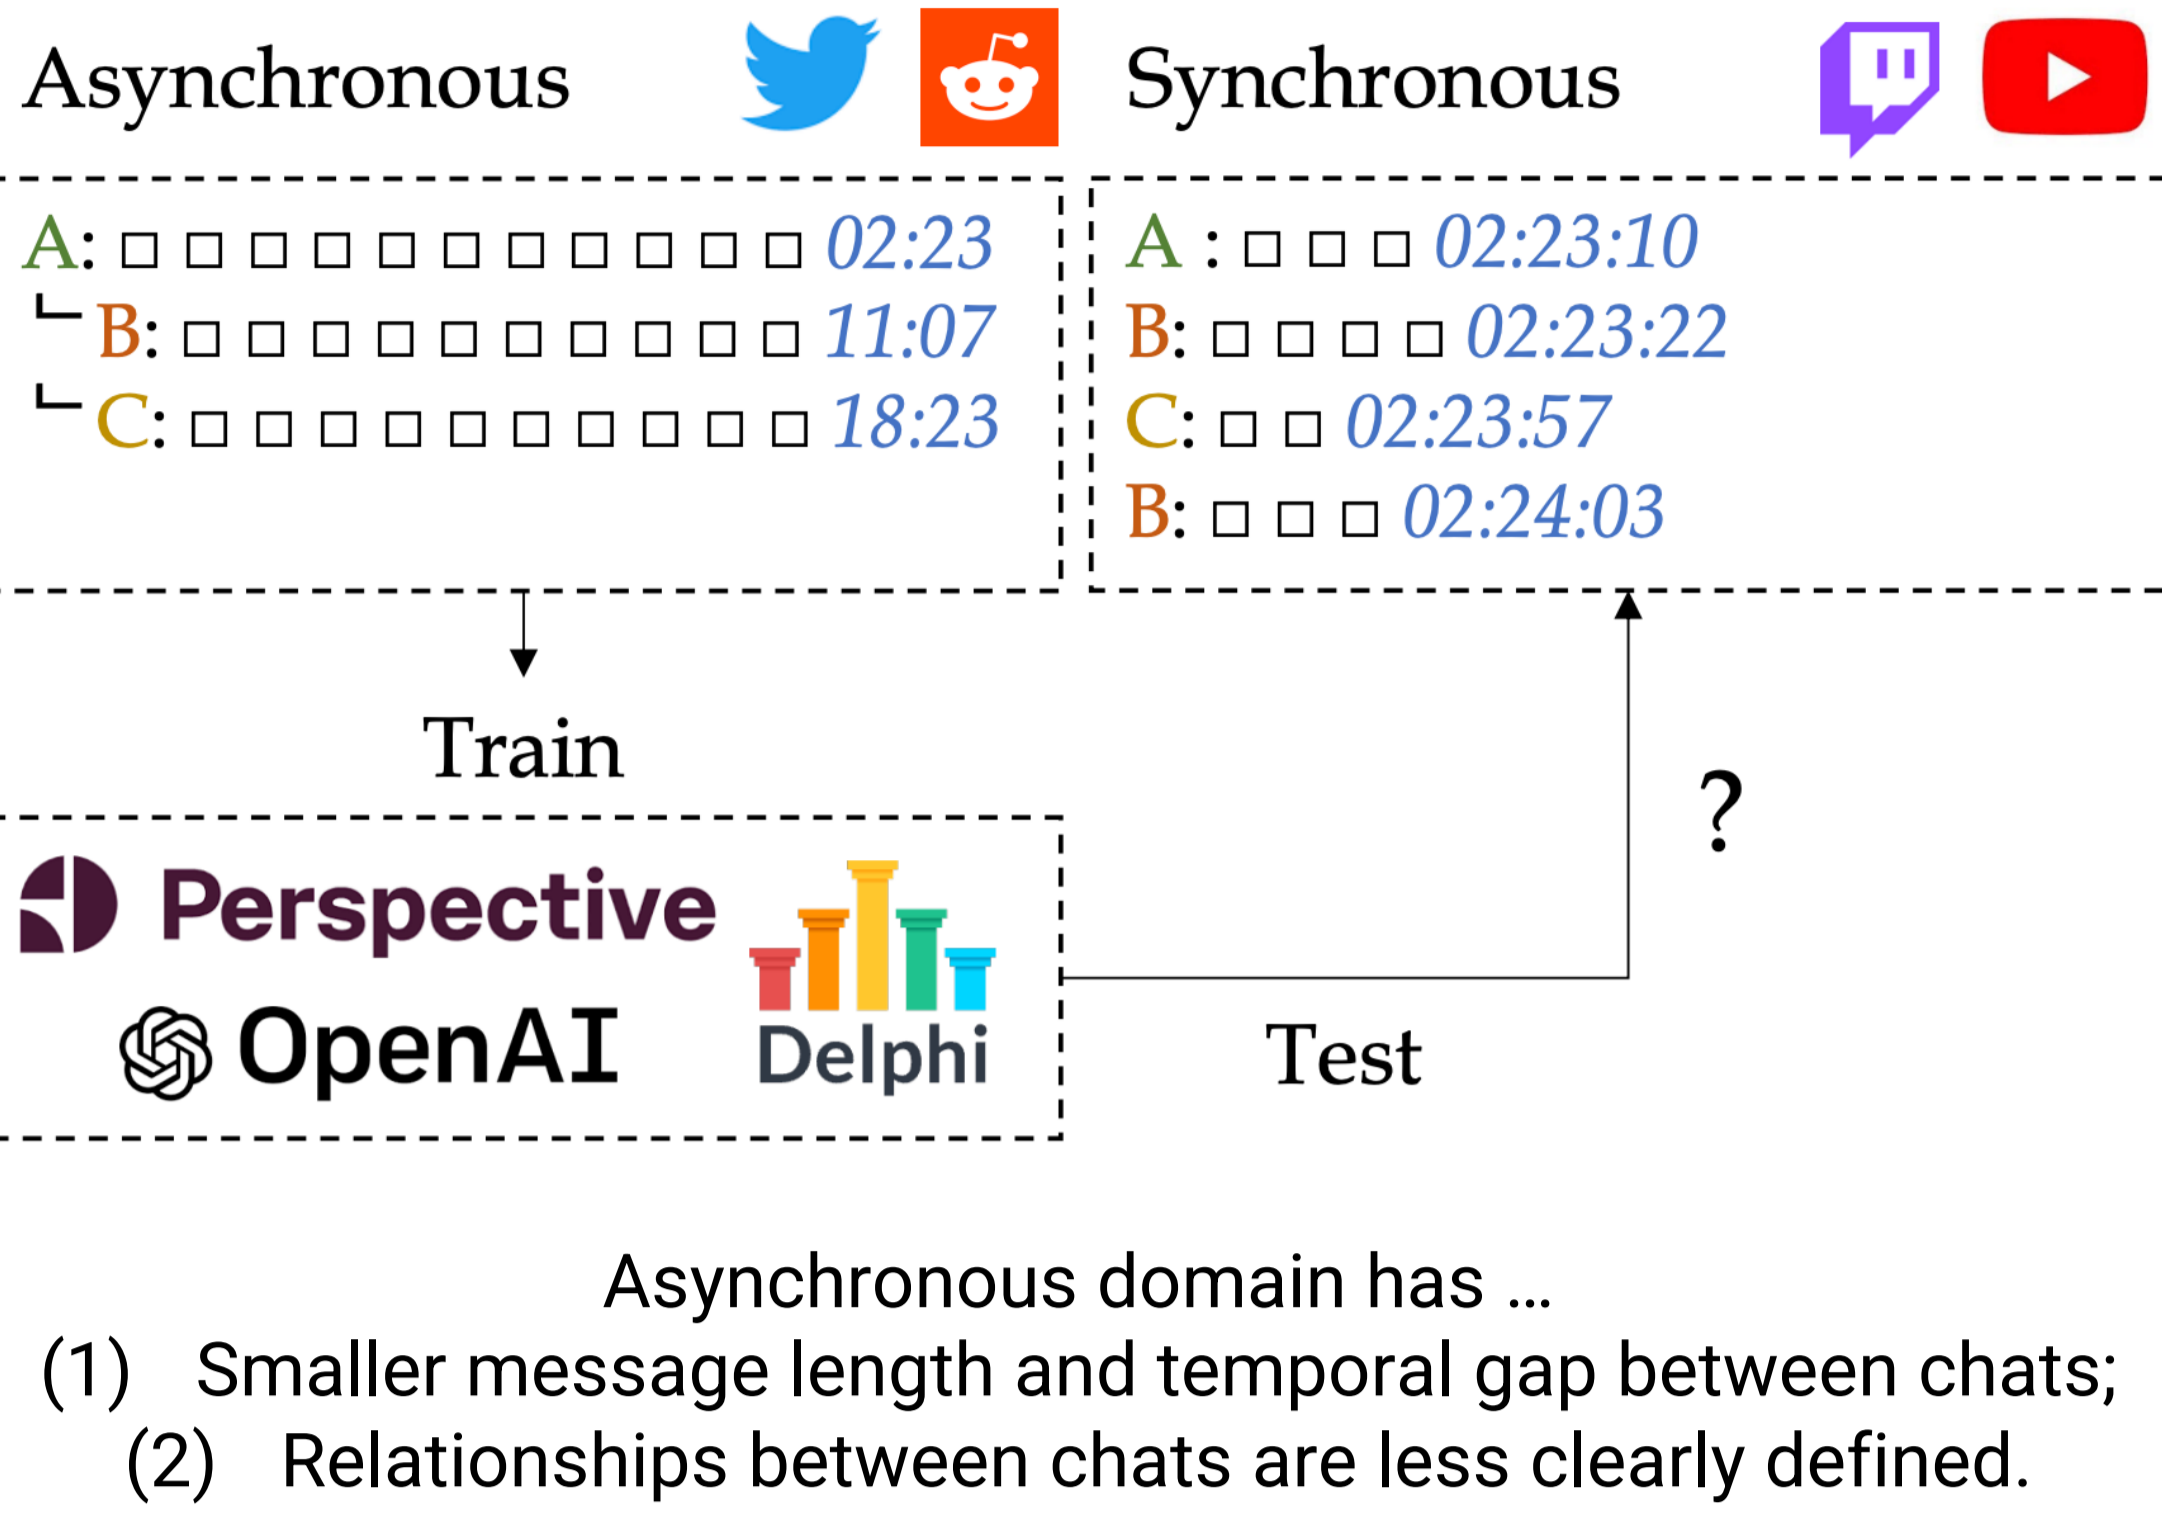 Asynchronous
Synchronous
A: □ □ □ □ □ □ □ □ □ □ □ 02:23
B: □ □ □ □ □ □ □ □ □ □ 11:07
C: □ □ □ □ □ □ □ □ □ □ 18:23
A : □ □ □ 02:23:10
B: □ □ □ □ 02:23:22
C: □ □ 02:23:57
B: □ □ □ 02:24:03
Train
?
Perspective
OpenAI
Delphi
Test
Asynchronous domain has ...
(1) Smaller message length and temporal gap between chats;
(2) Relationships between chats are less clearly defined.